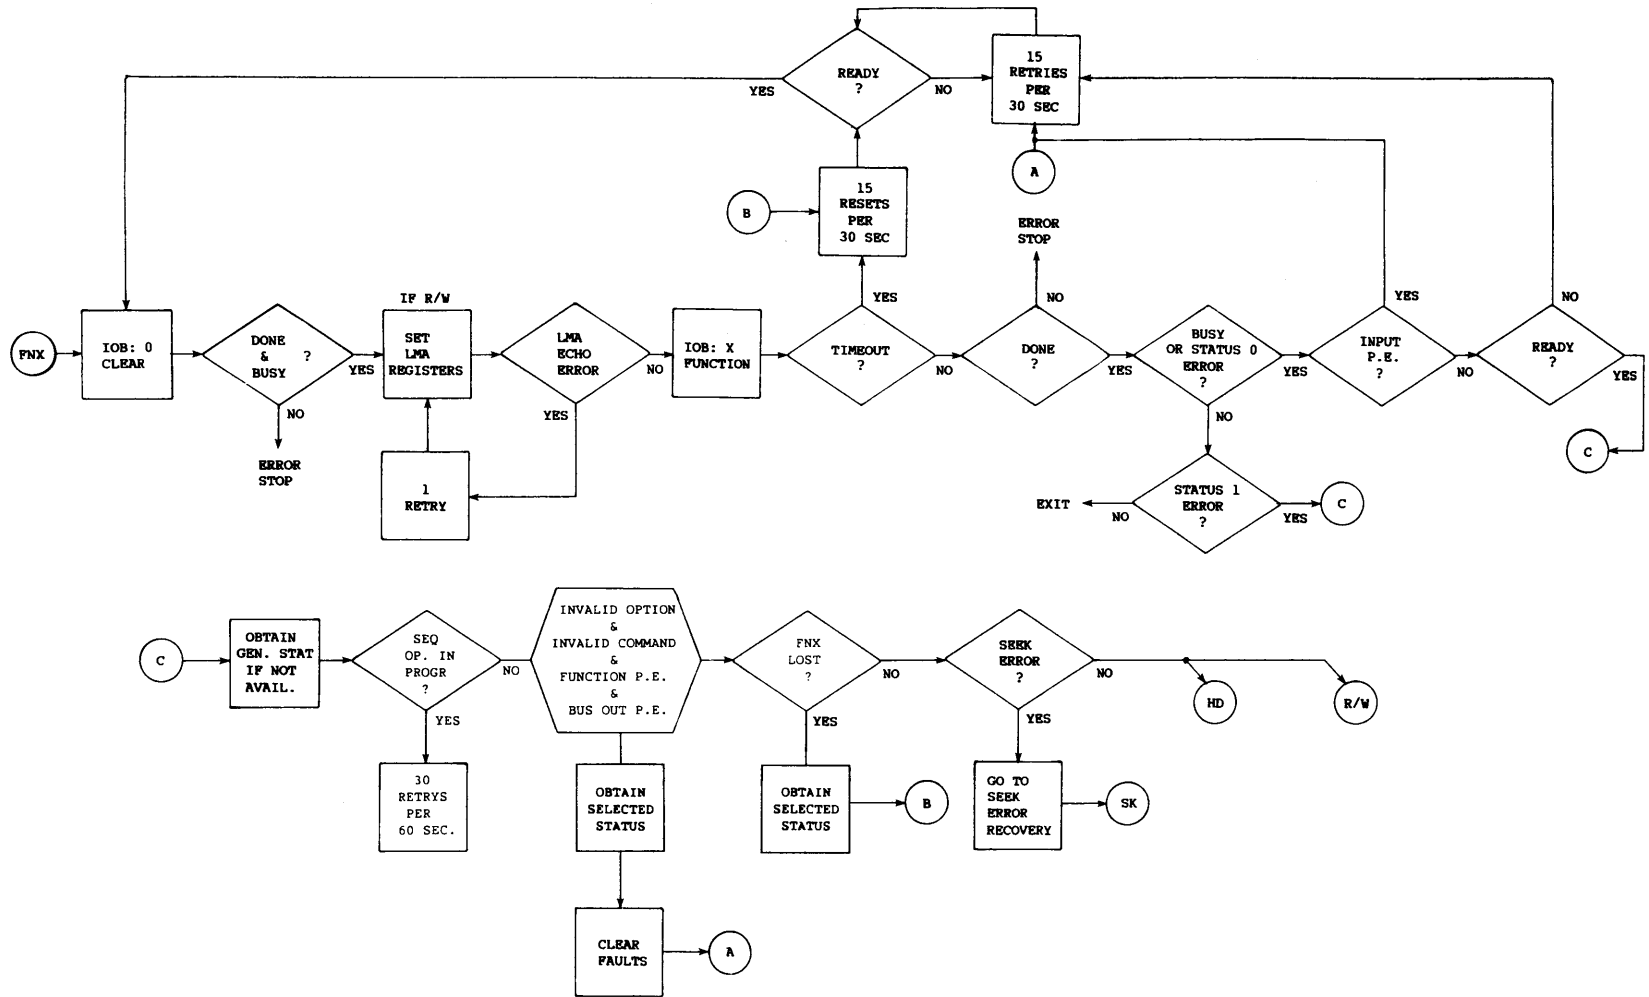 READY
?
YES
NO
15
RETRIES
PER
30 SEC
A
B
15
RESETS
PER
30 SEC
ERROR
STOP
YES
NO
YES
NO
FNX
IOB: 0
CLEAR
DONE
&
BUSY
?
YES
NO
ERROR
STOP
IF R/W
SET
LMA
REGISTERS
1
RETRY
LMA
ECHO
ERROR
NO
YES
IOB: X
FUNCTION
TIMEOUT
?
NO
DONE
?
YES
BUSY
OR STATUS 0
ERROR
?
YES
NO
INPUT
P.E.
?
NO
READY
?
YES
C
STATUS 1
ERROR
?
EXIT
NO
YES
C
C
OBTAIN
GEN. STAT
IF NOT
AVAIL.
SEQ
OP. IN
PROGR
?
NO
YES
30
RETRYS
PER
60 SEC.
INVALID OPTION
&
INVALID COMMAND
&
FUNCTION P.E.
&
BUS OUT P.E.
OBTAIN
SELECTED
STATUS
CLEAR
FAULTS
A
FNX
LOST
?
NO
YES
OBTAIN
SELECTED
STATUS
B
SEEK
ERROR
?
NO
YES
GO TO
SEEK
ERROR
RECOVERY
SK
HD
R/W